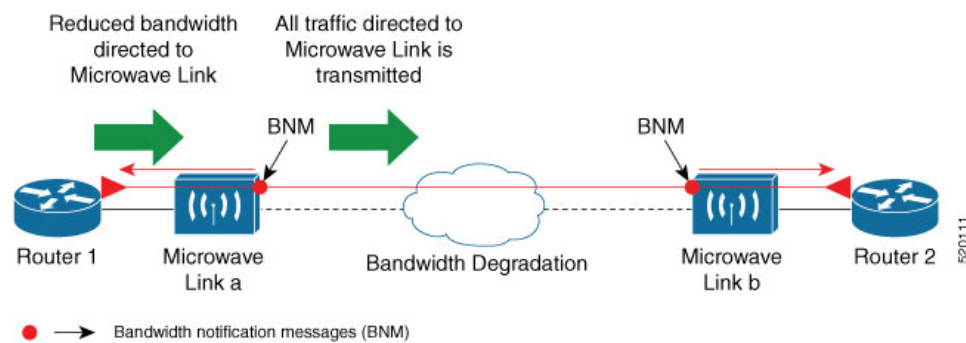 Reduced bandwidth
directed to
Microwave Link
All traffic directed to
Microwave Link is
transmitted
BNM
BNM
Router 1
Microwave
Link a
Bandwidth Degradation
Microwave
Link b
Router 2
520111
Bandwidth notification messages (BNM)